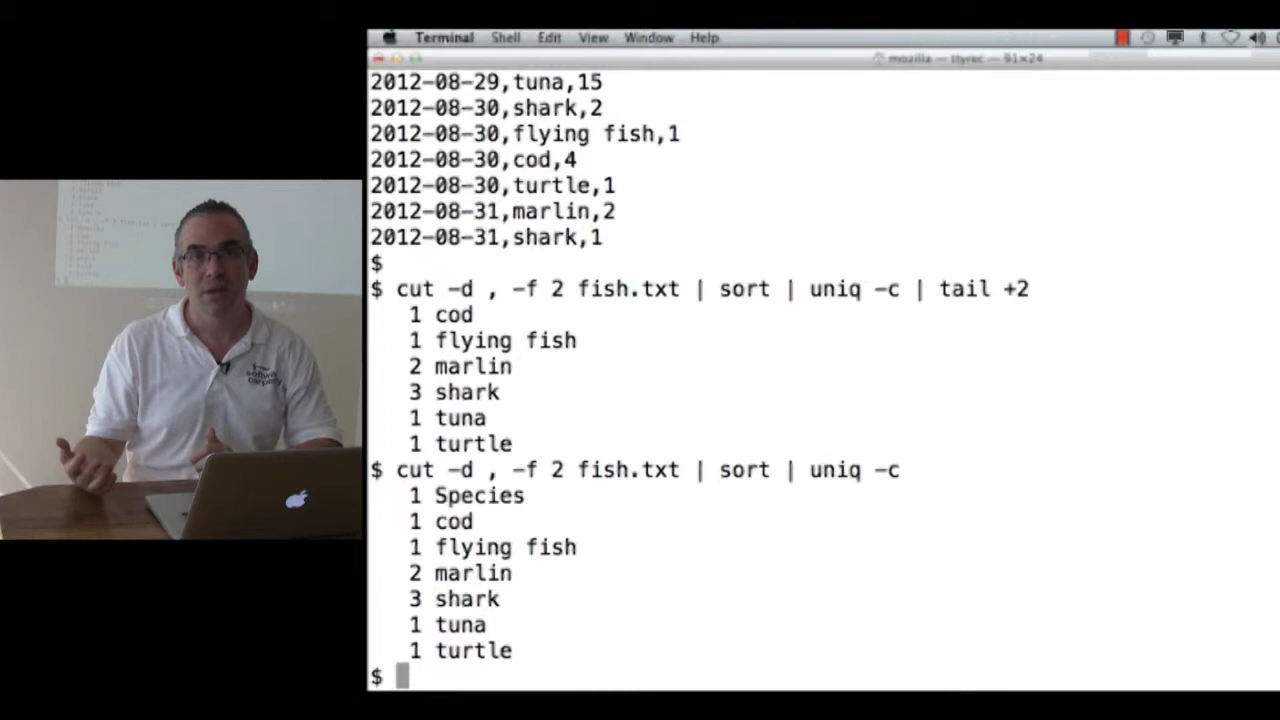 Terminal Shell Edit View Window Help
mozilla — ttyrec — 91×24
2012-08-29,tuna,15
2012-08-30,shark,2
2012-08-30,flying fish,1
2012-08-30,cod,4
2012-08-30,turtle,1
2012-08-31,marlin,2
2012-08-31,shark,1
$
$ cut -d , -f 2 fish.txt | sort | uniq -c | tail +2
1 cod
1 flying fish
2 marlin
3 shark
1 tuna
1 turtle
$ cut -d , -f 2 fish.txt | sort | uniq -c
1 Species
1 cod
1 flying fish
2 marlin
3 shark
1 tuna
1 turtle
$